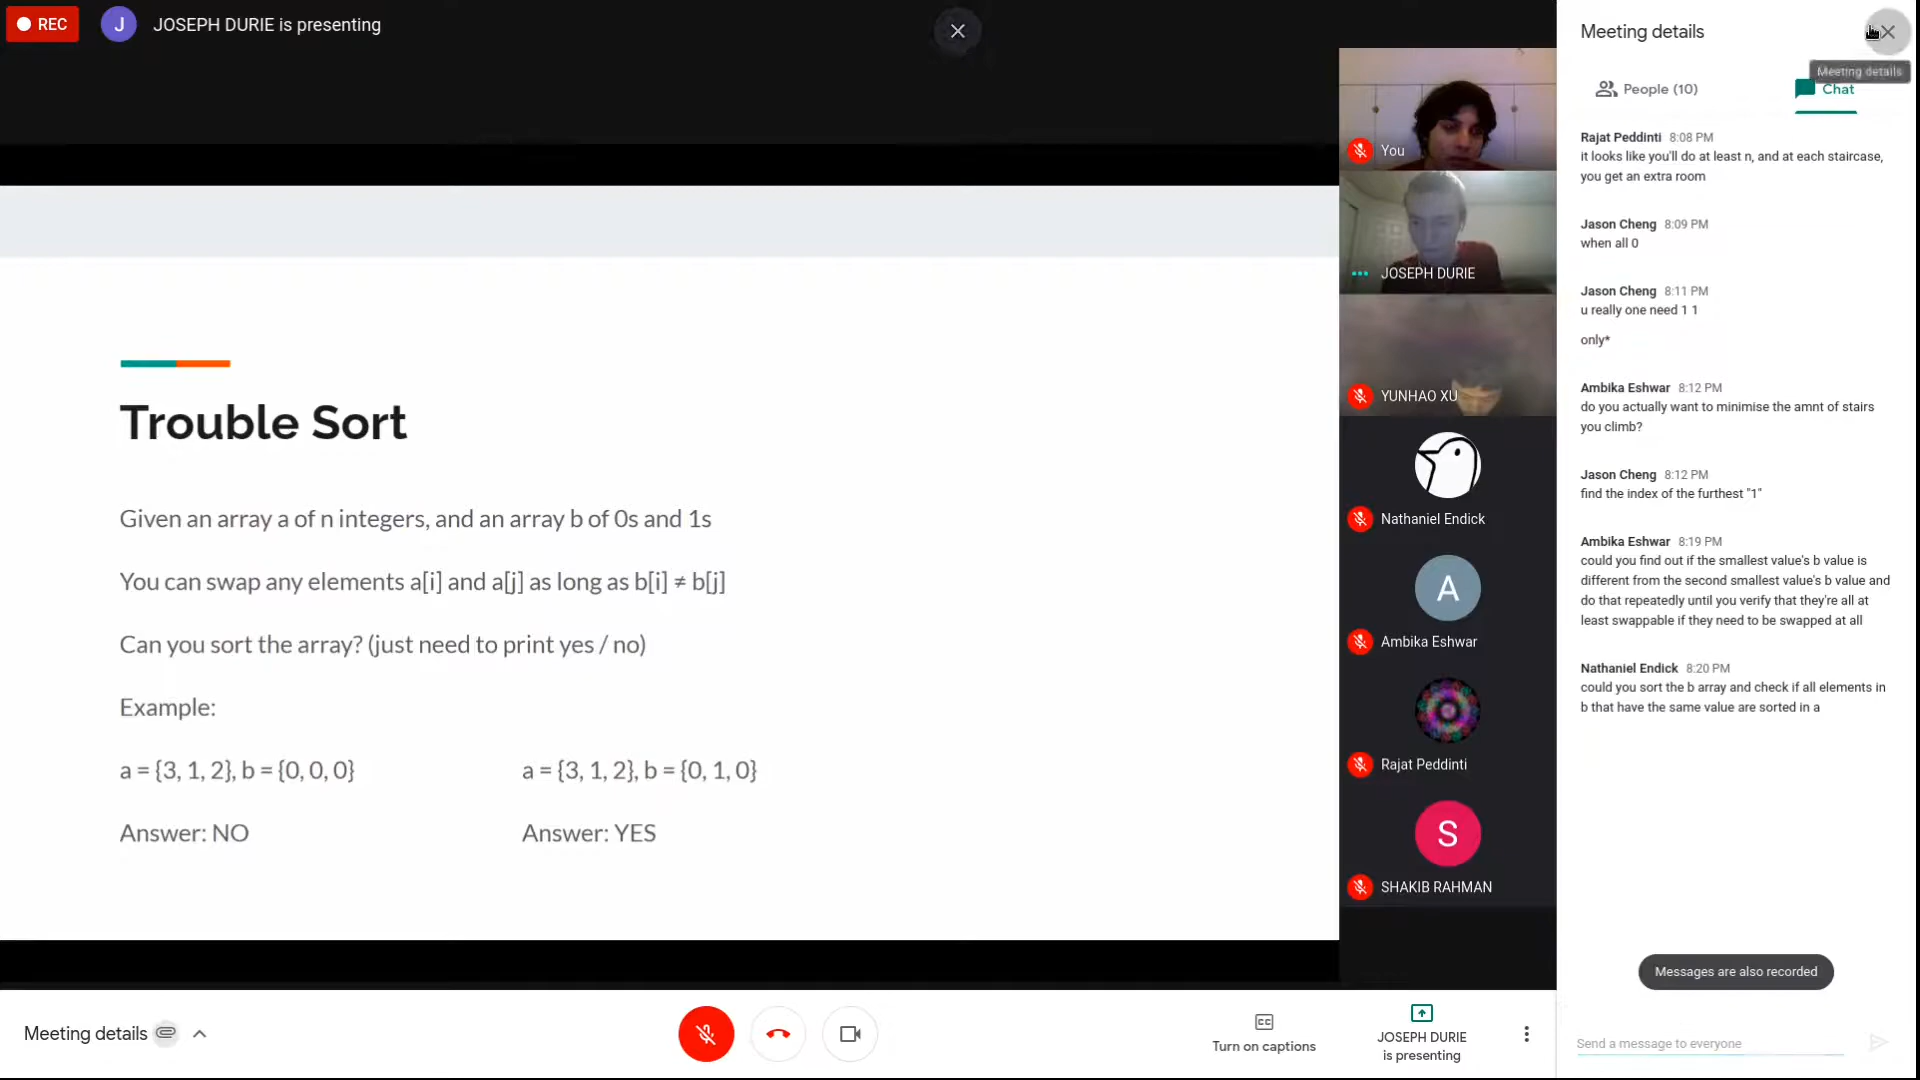 REC
J
JOSEPH DURIE is presenting
Trouble Sort
Given an array a of n integers, and an array b of 0s and 1s
You can swap any elements a[i] and a[j] as long as b[i] ≠ b[j]
Can you sort the array? (just need to print yes / no)
Example:
a = {3, 1, 2}, b = {0, 0, 0}
a = {3, 1, 2}, b = {0, 1, 0}
Answer: NO
Answer: YES
You
JOSEPH DURIE
YUNHAO XU
Nathaniel Endick
A
Ambika Eshwar
Rajat Peddinti
S
SHAKIB RAHMAN
Meeting details
Meeting details
People (10)
Chat
Rajat Peddinti 8:08 PM
it looks like you'll do at least n, and at each staircase,
you get an extra room
Jason Cheng 8:09 PM
when all 0
Jason Cheng 8:11 PM
u really one need 1 1
only*
Ambika Eshwar 8:12 PM
do you actually want to minimise the amnt of stairs
you climb?
Jason Cheng 8:12 PM
find the index of the furthest "1"
Ambika Eshwar 8:19 PM
could you find out if the smallest value's b value is
different from the second smallest value's b value and
do that repeatedly until you verify that they're all at
least swappable if they need to be swapped at all
Nathaniel Endick 8:20 PM
could you sort the b array and check if all elements in
b that have the same value are sorted in a
Messages are also recorded
Send a message to everyone
Meeting details
CC
Turn on captions
JOSEPH DURIE
is presenting